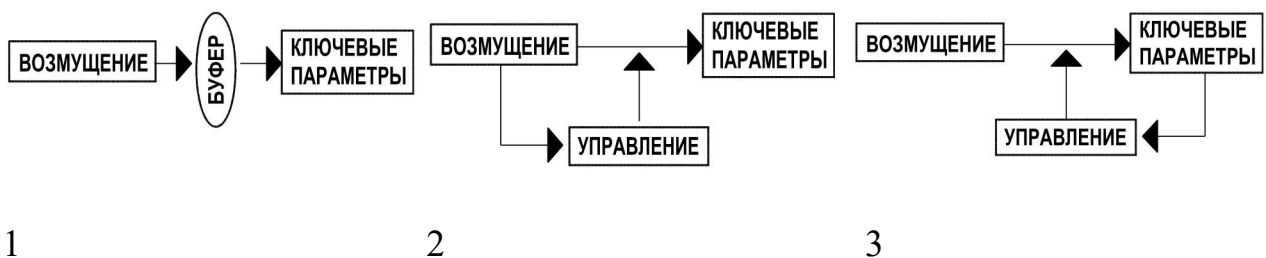 ВОЗМУЩЕНИЕ
БУФЕР
КЛЮЧЕВЫЕ
ПАРАМЕТРЫ
ВОЗМУЩЕНИЕ
КЛЮЧЕВЫЕ
ПАРАМЕТРЫ
УПРАВЛЕНИЕ
ВОЗМУЩЕНИЕ
КЛЮЧЕВЫЕ
ПАРАМЕТРЫ
УПРАВЛЕНИЕ
1
2
3